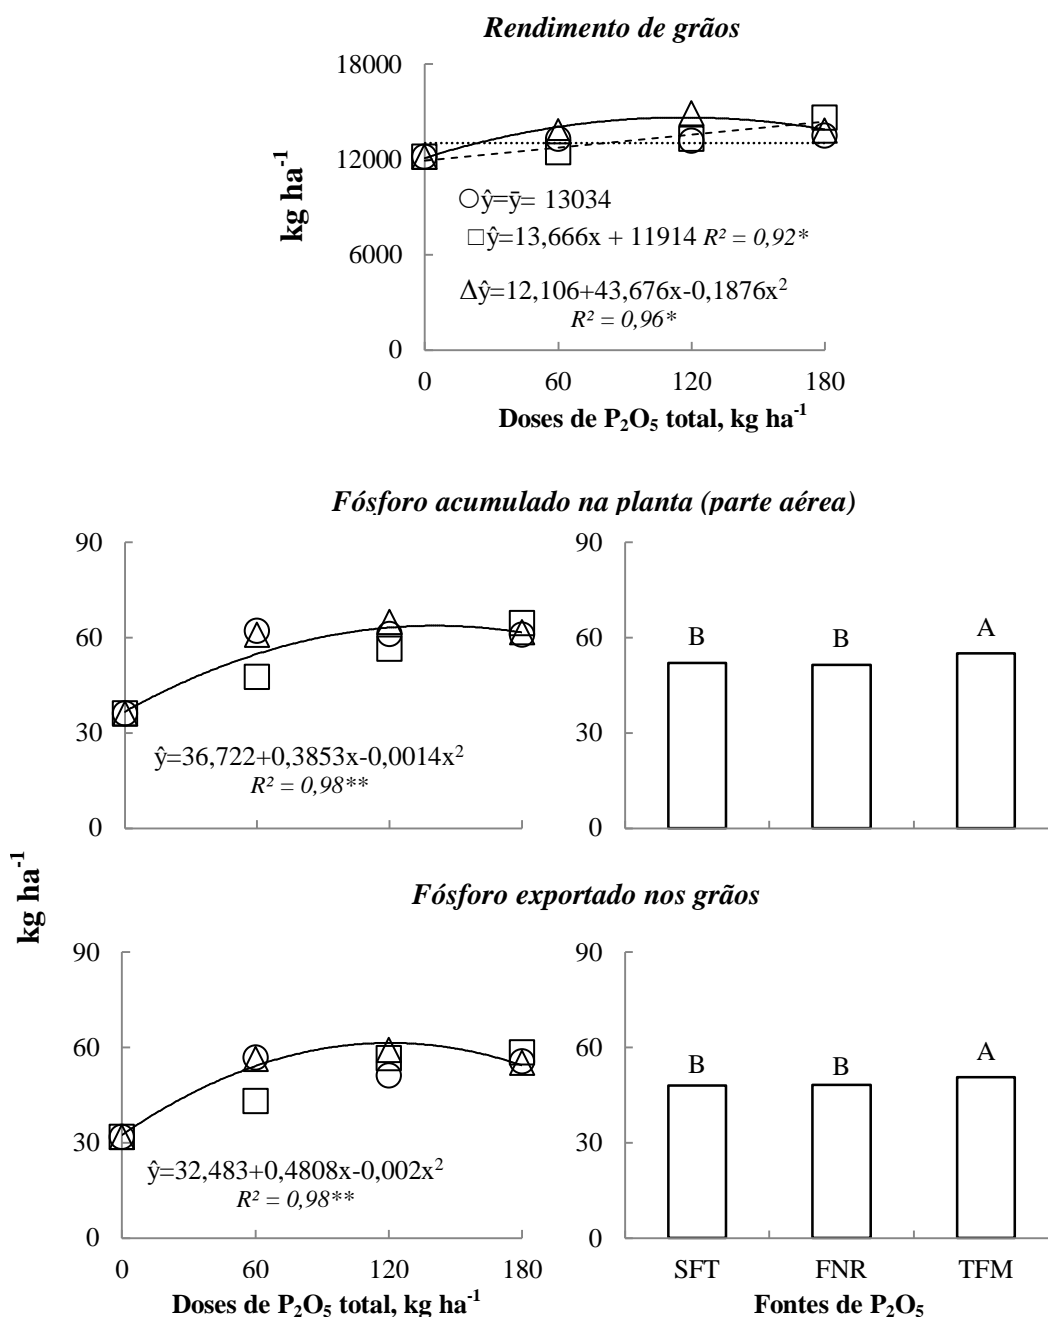 Rendimento de grãos
18000
12000
6000
0
kg ha-1
○ŷ=ȳ= 13034
□ŷ=13,666x + 11914 R² = 0,92*
Δŷ=12,106+43,676x-0,1876x2
R² = 0,96*
0 60 120 180
Doses de P2O5 total, kg ha-1
Fósforo acumulado na planta (parte aérea)
90
60
30
0
ŷ=36,722+0,3853x-0,0014x2
R² = 0,98**
90
60
30
0
B B A
kg ha-1
Fósforo exportado nos grãos
90
60
30
0
ŷ=32,483+0,4808x-0,002x2
R² = 0,98**
0 60 120 180
Doses de P2O5 total, kg ha-1
90
60
30
0
B B A
SFT FNR TFM
Fontes de P2O5